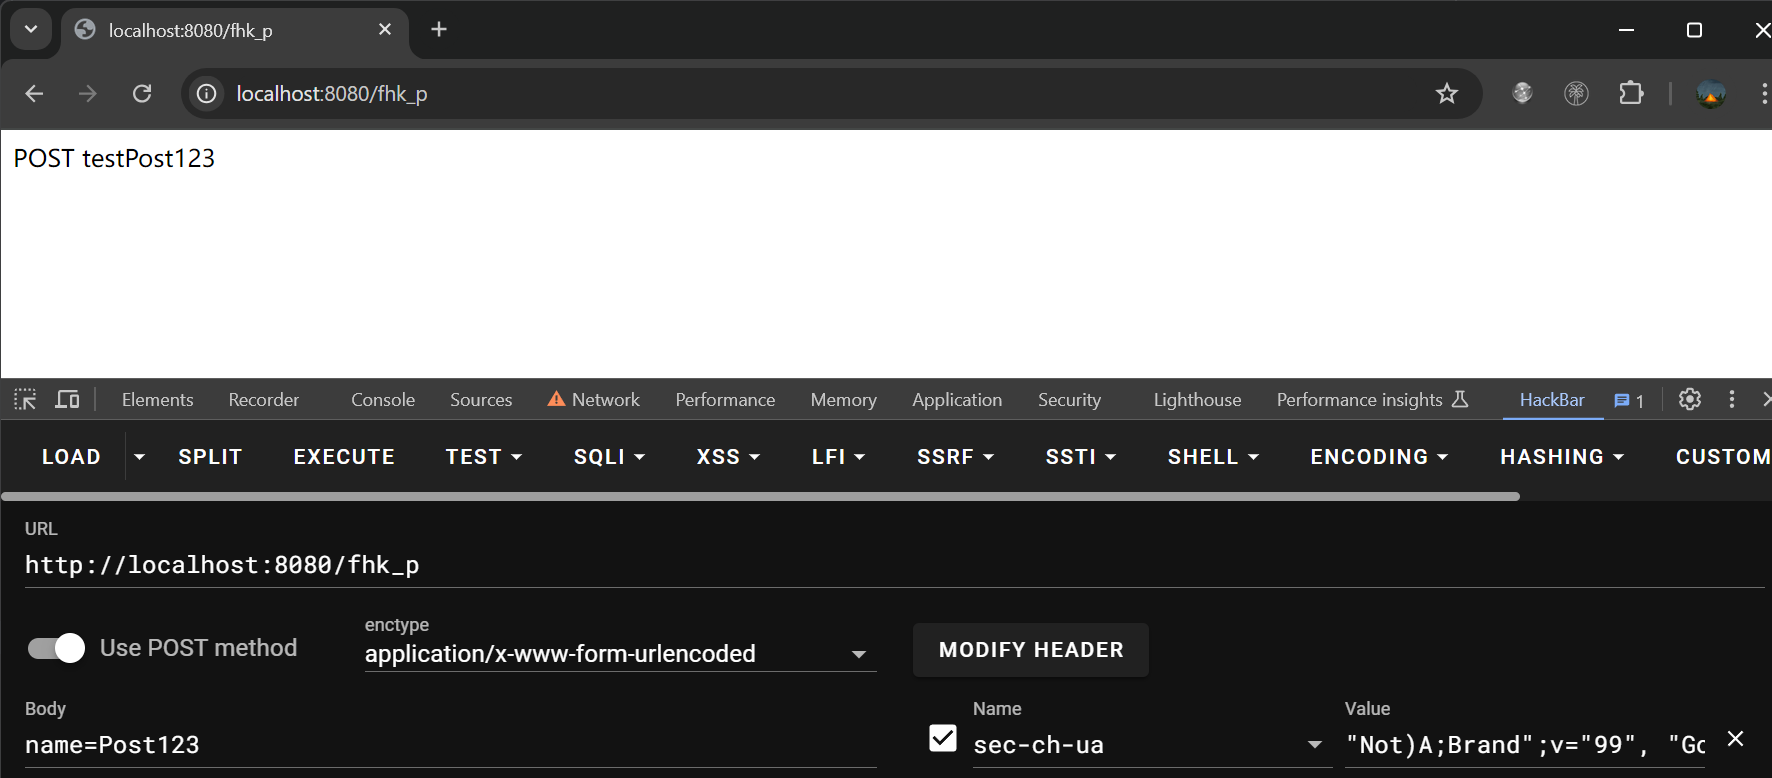 localhost:8080/fhk_p
localhost:8080/fhk_p
POST testPost123
Elements Recorder Console Sources Network Performance Memory Application Security Lighthouse Performance insights HackBar 1
LOAD SPLIT EXECUTE TEST SQLI XSS LFI SSRF SSTI SHELL ENCODING HASHING CUSTOM
URL
http://localhost:8080/fhk_p
Use POST method
enctype
application/x-www-form-urlencoded
MODIFY HEADER
Body
name=Post123
Name
sec-ch-ua
Value
"Not)A;Brand";v="99", "Go